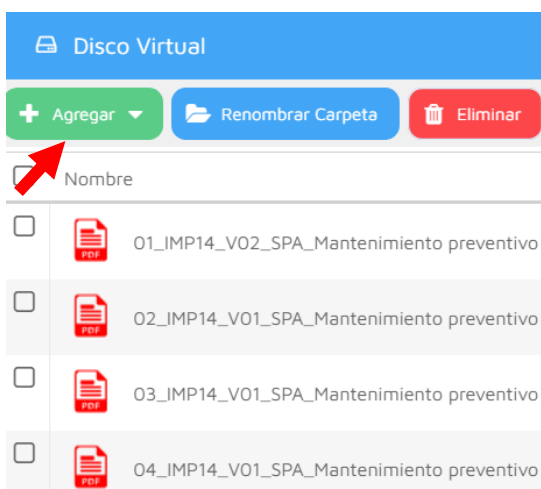 Disco Virtual
Agregar Renombrar Carpeta Eliminar
Nombre
PDF 01_IMP14_V02_SPA_Mantenimiento preventivo
PDF 02_IMP14_V01_SPA_Mantenimiento preventivo
PDF 03_IMP14_V01_SPA_Mantenimiento preventivo
PDF 04_IMP14_V01_SPA_Mantenimiento preventivo